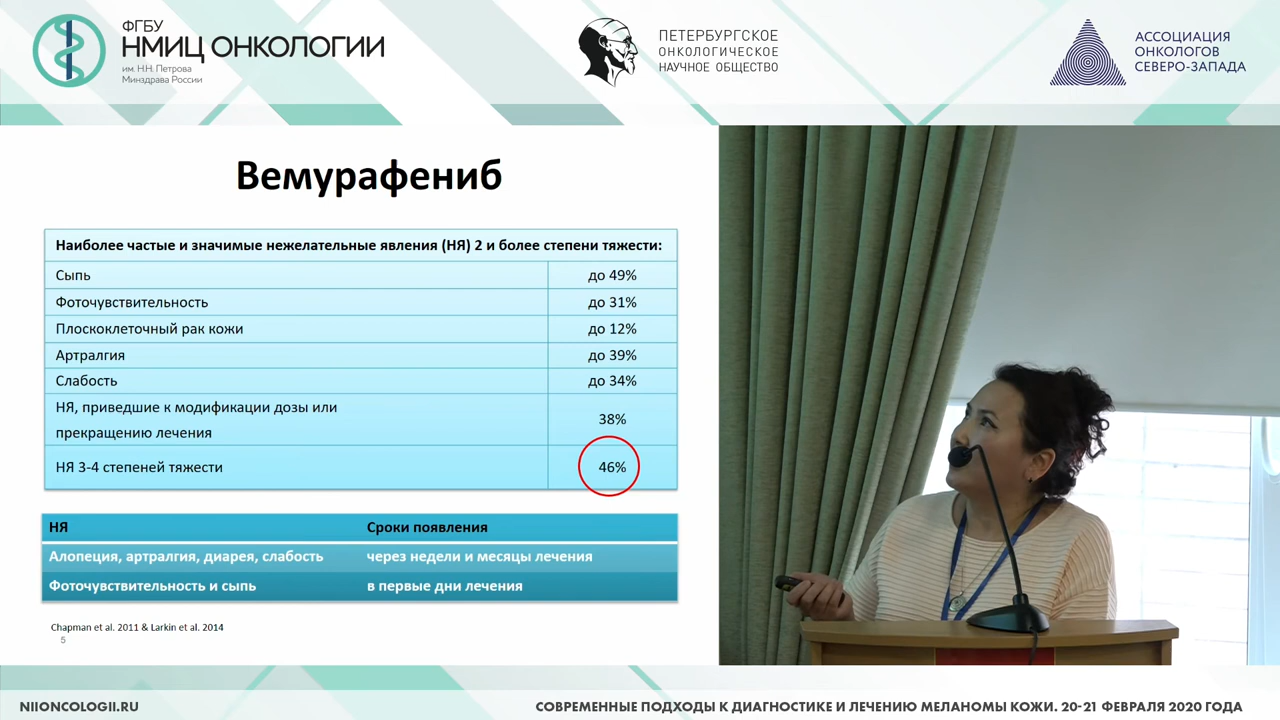 ФГБУ
НМИЦ ОНКОЛОГИИ
им. Н.Н. Петрова
Минздрава России
ПЕТЕРБУРГСКОЕ
ОНКОЛОГИЧЕСКОЕ
НАУЧНОЕ ОБЩЕСТВО
АССОЦИАЦИЯ
ОНКОЛОГОВ
СЕВЕРО-ЗАПАДА
Вемурафениб
Наиболее частые и значимые нежелательные явления (НЯ) 2 и более степени тяжести:
Сыпь до 49%
Фоточувствительность до 31%
Плоскоклеточный рак кожи до 12%
Артралгия до 39%
Слабость до 34%
НЯ, приведшие к модификации дозы или
прекращению лечения 38%
НЯ 3-4 степеней тяжести 46%
НЯ Сроки появления
Алопеция, артралгия, диарея, слабость через недели и месяцы лечения
Фоточувствительность и сыпь в первые дни лечения
Chapman et al. 2011 & Larkin et al. 2014
5
NIIONCOLOGII.RU
СОВРЕМЕННЫЕ ПОДХОДЫ К ДИАГНОСТИКЕ И ЛЕЧЕНИЮ МЕЛАНОМЫ КОЖИ. 20-21 ФЕВРАЛЯ 2020 ГОДА